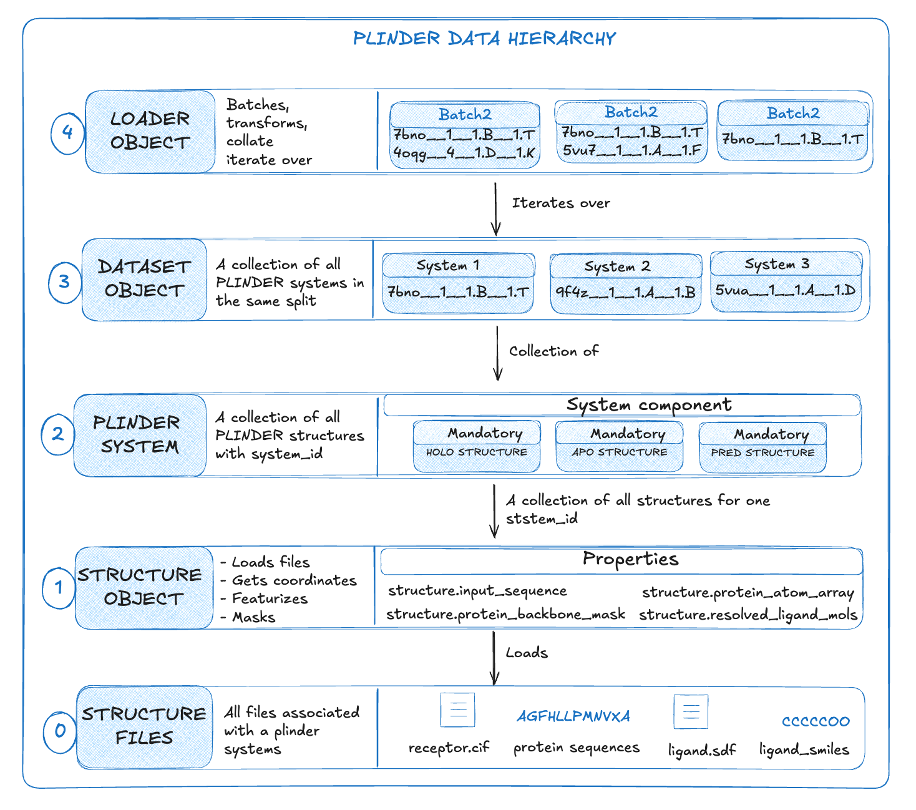 PLINDER DATA HIERARCHY
4
LOADER
OBJECT
Batches,
transforms,
collate
iterate over
Batch2
7bno__1__1.B__1.T
4oqg__4__1.D__1.K
Batch2
7bno__1__1.B__1.T
5vu7__1__1.A__1.F
Batch2
7bno__1__1.B__1.T
Iterates over
3
DATASET
OBJECT
A collection of all
PLINDER systems in
the same split
System 1
7bno__1__1.B__1.T
System 2
9f4z__1__1.A__1.B
System 3
5vua__1__1.A__1.D
Collection of
2
PLINDER
SYSTEM
A collection of all
PLINDER structures
with system_id
System component
Mandatory
HOLO STRUCTURE
Mandatory
APO STRUCTURE
Mandatory
PRED STRUCTURE
A collection of all structures for one
ststem_id
1
STRUCTURE
OBJECT
- Loads files
- Gets coordinates
- Featurizes
- Masks
Properties
structure.input_sequence
structure.protein_atom_array
structure.protein_backbone_mask
structure.resolved_ligand_mols
Loads
0
STRUCTURE
FILES
All files associated
with a plinder
systems
receptor.cif
AGFHLLPMNVXA
protein sequences
ligand.sdf
CCCCCOO
ligand_smiles